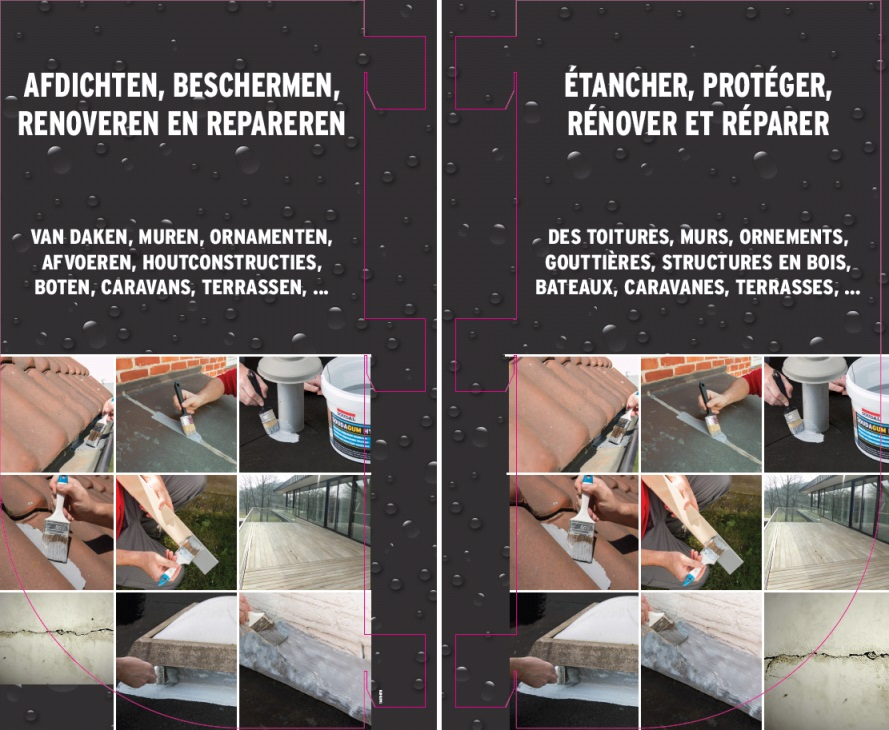 AFDICHTEN, BESCHERMEN,
RENOVEREN EN REPAREREN
VAN DAKEN, MUREN, ORNAMENTEN,
AFVOEREN, HOUTCONSTRUCTIES,
BOTEN, CARAVANS, TERRASSEN, ...
ÉTANCHER, PROTÉGER,
RÉNOVER ET RÉPARER
DES TOITURES, MURS, ORNEMENTS,
GOUTTIÈRES, STRUCTURES EN BOIS,
BATEAUX, CARAVANES, TERRASSES, ...